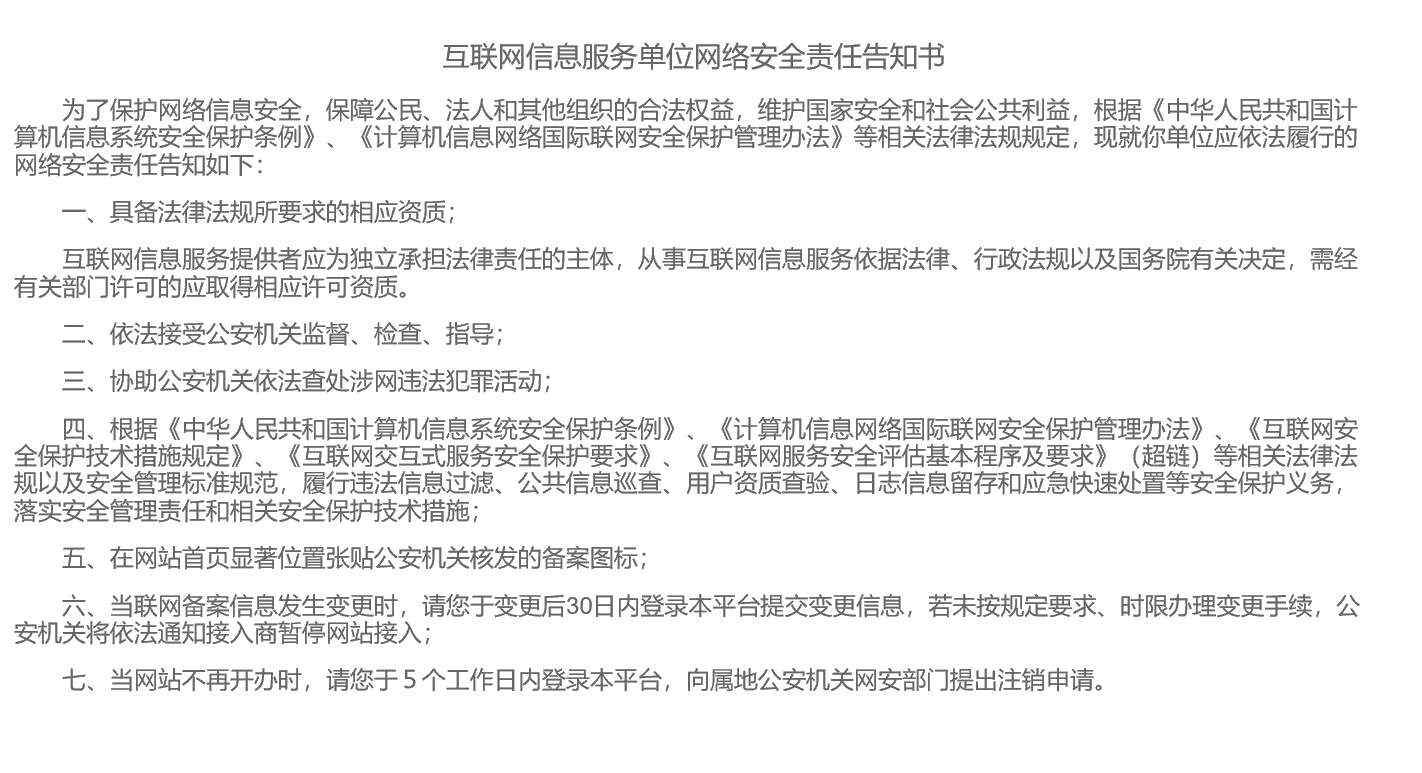 互联网信息服务单位网络安全责任告知书
为了保护网络信息安全，保障公民、法人和其他组织的合法权益，维护国家安全和社会公共利益，根据《中华人民共和国计
算机信息系统安全保护条例》、《计算机信息网络国际联网安全保护管理办法》等相关法律法规规定，现就你单位应依法履行的
网络安全责任告知如下：
一、具备法律法规所要求的相应资质；
互联网信息服务提供者应为独立承担法律责任的主体，从事互联网信息服务依据法律、行政法规以及国务院有关决定，需经
有关部门许可的应取得相应许可资质。
二、依法接受公安机关监督、检查、指导；
三、协助公安机关依法查处涉网违法犯罪活动；
四、根据《中华人民共和国计算机信息系统安全保护条例》、《计算机信息网络国际联网安全保护管理办法》、《互联网安
全保护技术措施规定》、《互联网交互式服务安全保护要求》、《互联网服务安全评估基本程序及要求》（超链）等相关法律法
规以及安全管理标准规范，履行违法信息过滤、公共信息巡查、用户资质查验、日志信息留存和应急快速处置等安全保护义务，
落实安全管理责任和相关安全保护技术措施；
五、在网站首页显著位置张贴公安机关核发的备案图标；
六、当联网备案信息发生变更时，请您于变更后30日内登录本平台提交变更信息，若未按规定要求、时限办理变更手续，公
安机关将依法通知接入商暂停网站接入；
七、当网站不再开办时，请您于５个工作日内登录本平台，向属地公安机关网安部门提出注销申请。